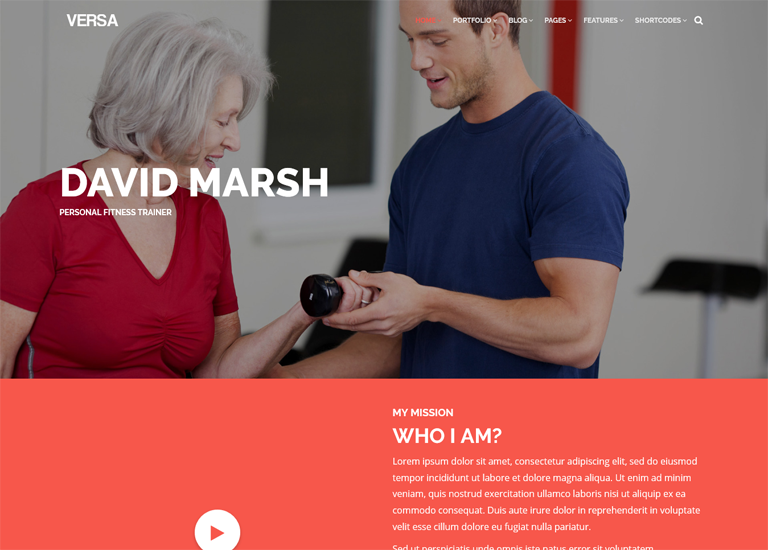 VERSA
HOME PORTFOLIO BLOG PAGES FEATURES SHORTCODES
DAVID MARSH
PERSONAL FITNESS TRAINER
MY MISSION
WHO I AM?
Lorem ipsum dolor sit amet, consectetur adipiscing elit, sed do eiusmod
tempor incididunt ut labore et dolore magna aliqua. Ut enim ad minim
veniam, quis nostrud exercitation ullamco laboris nisi ut aliquip ex ea
commodo consequat. Duis aute irure dolor in reprehenderit in voluptate
velit esse cillum dolore eu fugiat nulla pariatur.
Sed ut perspiciatis unde omnis iste natus error sit voluptatem